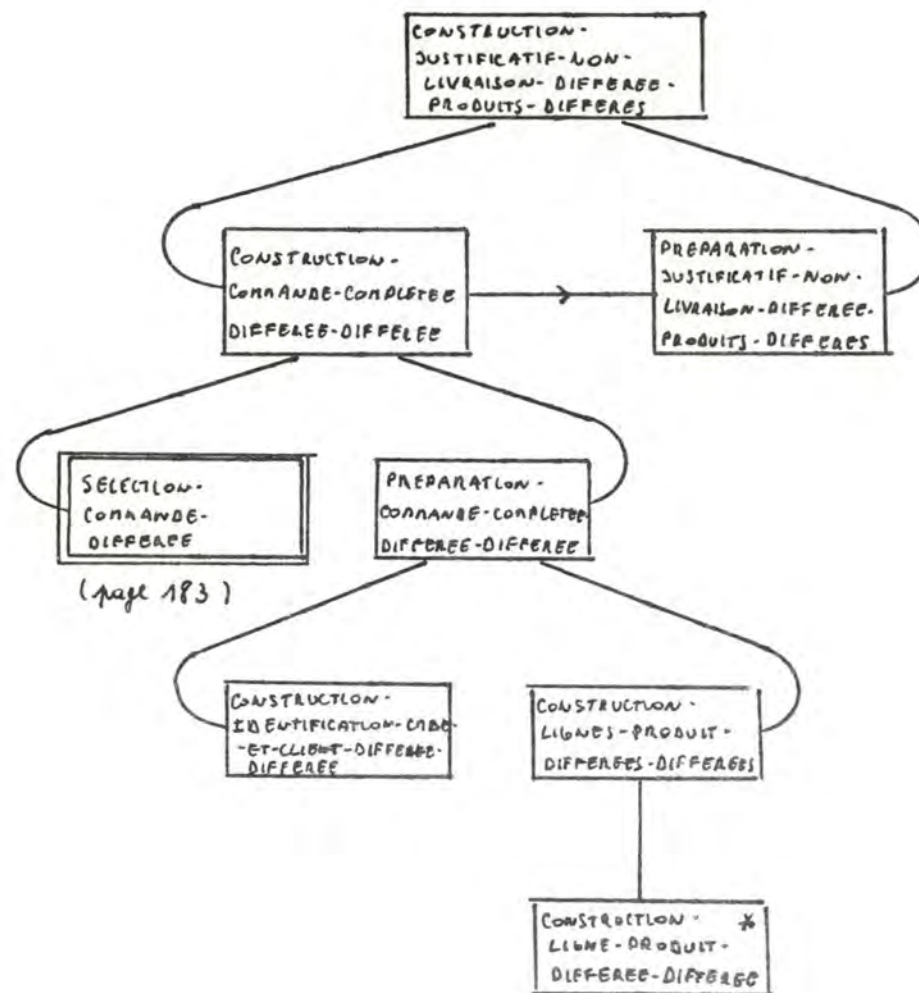 CONSTRUCTION-
JUSTIFICATIF-NON-
LIVRAISON-DIFFEREE-
PRODUITS-DIFFERES
CONSTRUCTION-
COMMANDE-COMPLETEE
DIFFEREE-DIFFEREE
PREPARATION-
JUSTIFICATIF-NON-
LIVRAISON-DIFFEREE-
PRODUITS-DIFFERES
SELECTION-
COMMANDE-
DIFFEREE
(page 183)
PREPARATION-
COMMANDE-COMPLETEE
DIFFEREE-DIFFEREE
CONSTRUCTION-
IDENTIFICATION-CMDE-
-ET-CLIENT-DIFFEREE-
DIFFEREE
CONSTRUCTION-
LIGNES-PRODUIT-
DIFFEREES-DIFFEREES
CONSTRUCTION- *
LIGNE-PRODUIT-
DIFFEREE-DIFFEREE